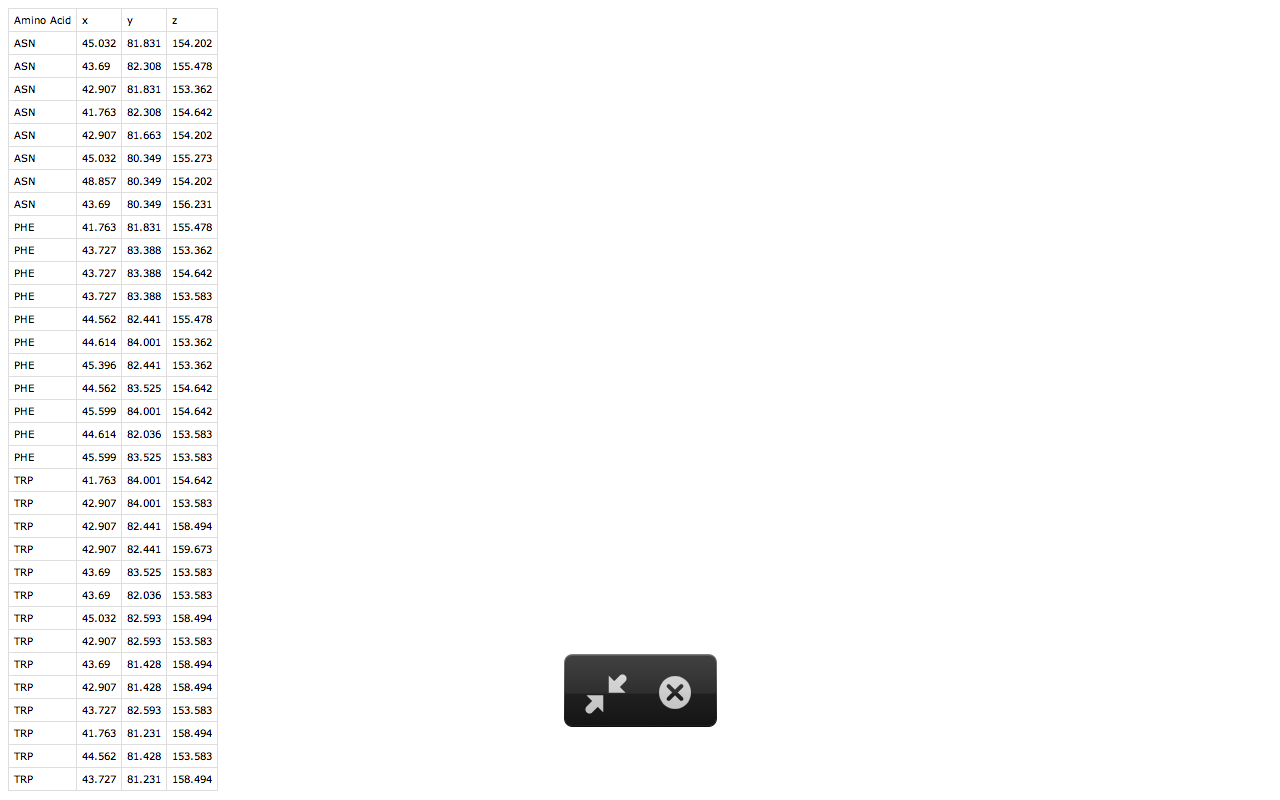 Amino Acid x y z
ASN 45.032 81.831 154.202
ASN 43.69 82.308 155.478
ASN 42.907 81.831 153.362
ASN 41.763 82.308 154.642
ASN 42.907 81.663 154.202
ASN 45.032 80.349 155.273
ASN 48.857 80.349 154.202
ASN 43.69 80.349 156.231
PHE 41.763 81.831 155.478
PHE 43.727 83.388 153.362
PHE 43.727 83.388 154.642
PHE 43.727 83.388 153.583
PHE 44.562 82.441 155.478
PHE 44.614 84.001 153.362
PHE 45.396 82.441 153.362
PHE 44.562 83.525 154.642
PHE 45.599 84.001 154.642
PHE 44.614 82.036 153.583
PHE 45.599 83.525 153.583
TRP 41.763 84.001 154.642
TRP 42.907 84.001 153.583
TRP 42.907 82.441 158.494
TRP 42.907 82.441 159.673
TRP 43.69 83.525 153.583
TRP 43.69 82.036 153.583
TRP 45.032 82.593 158.494
TRP 42.907 82.593 153.583
TRP 43.69 81.428 158.494
TRP 42.907 81.428 158.494
TRP 43.727 82.593 153.583
TRP 41.763 81.231 158.494
TRP 44.562 81.428 153.583
TRP 43.727 81.231 158.494